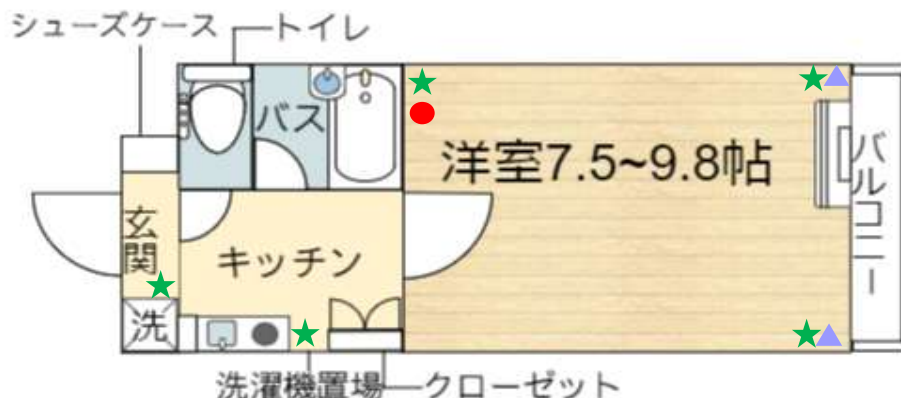 シューズケース
トイレ
バス
洋室7.5~9.8帖
バルコニー
玄関
キッチン
洗
洗濯機置場
クローゼット